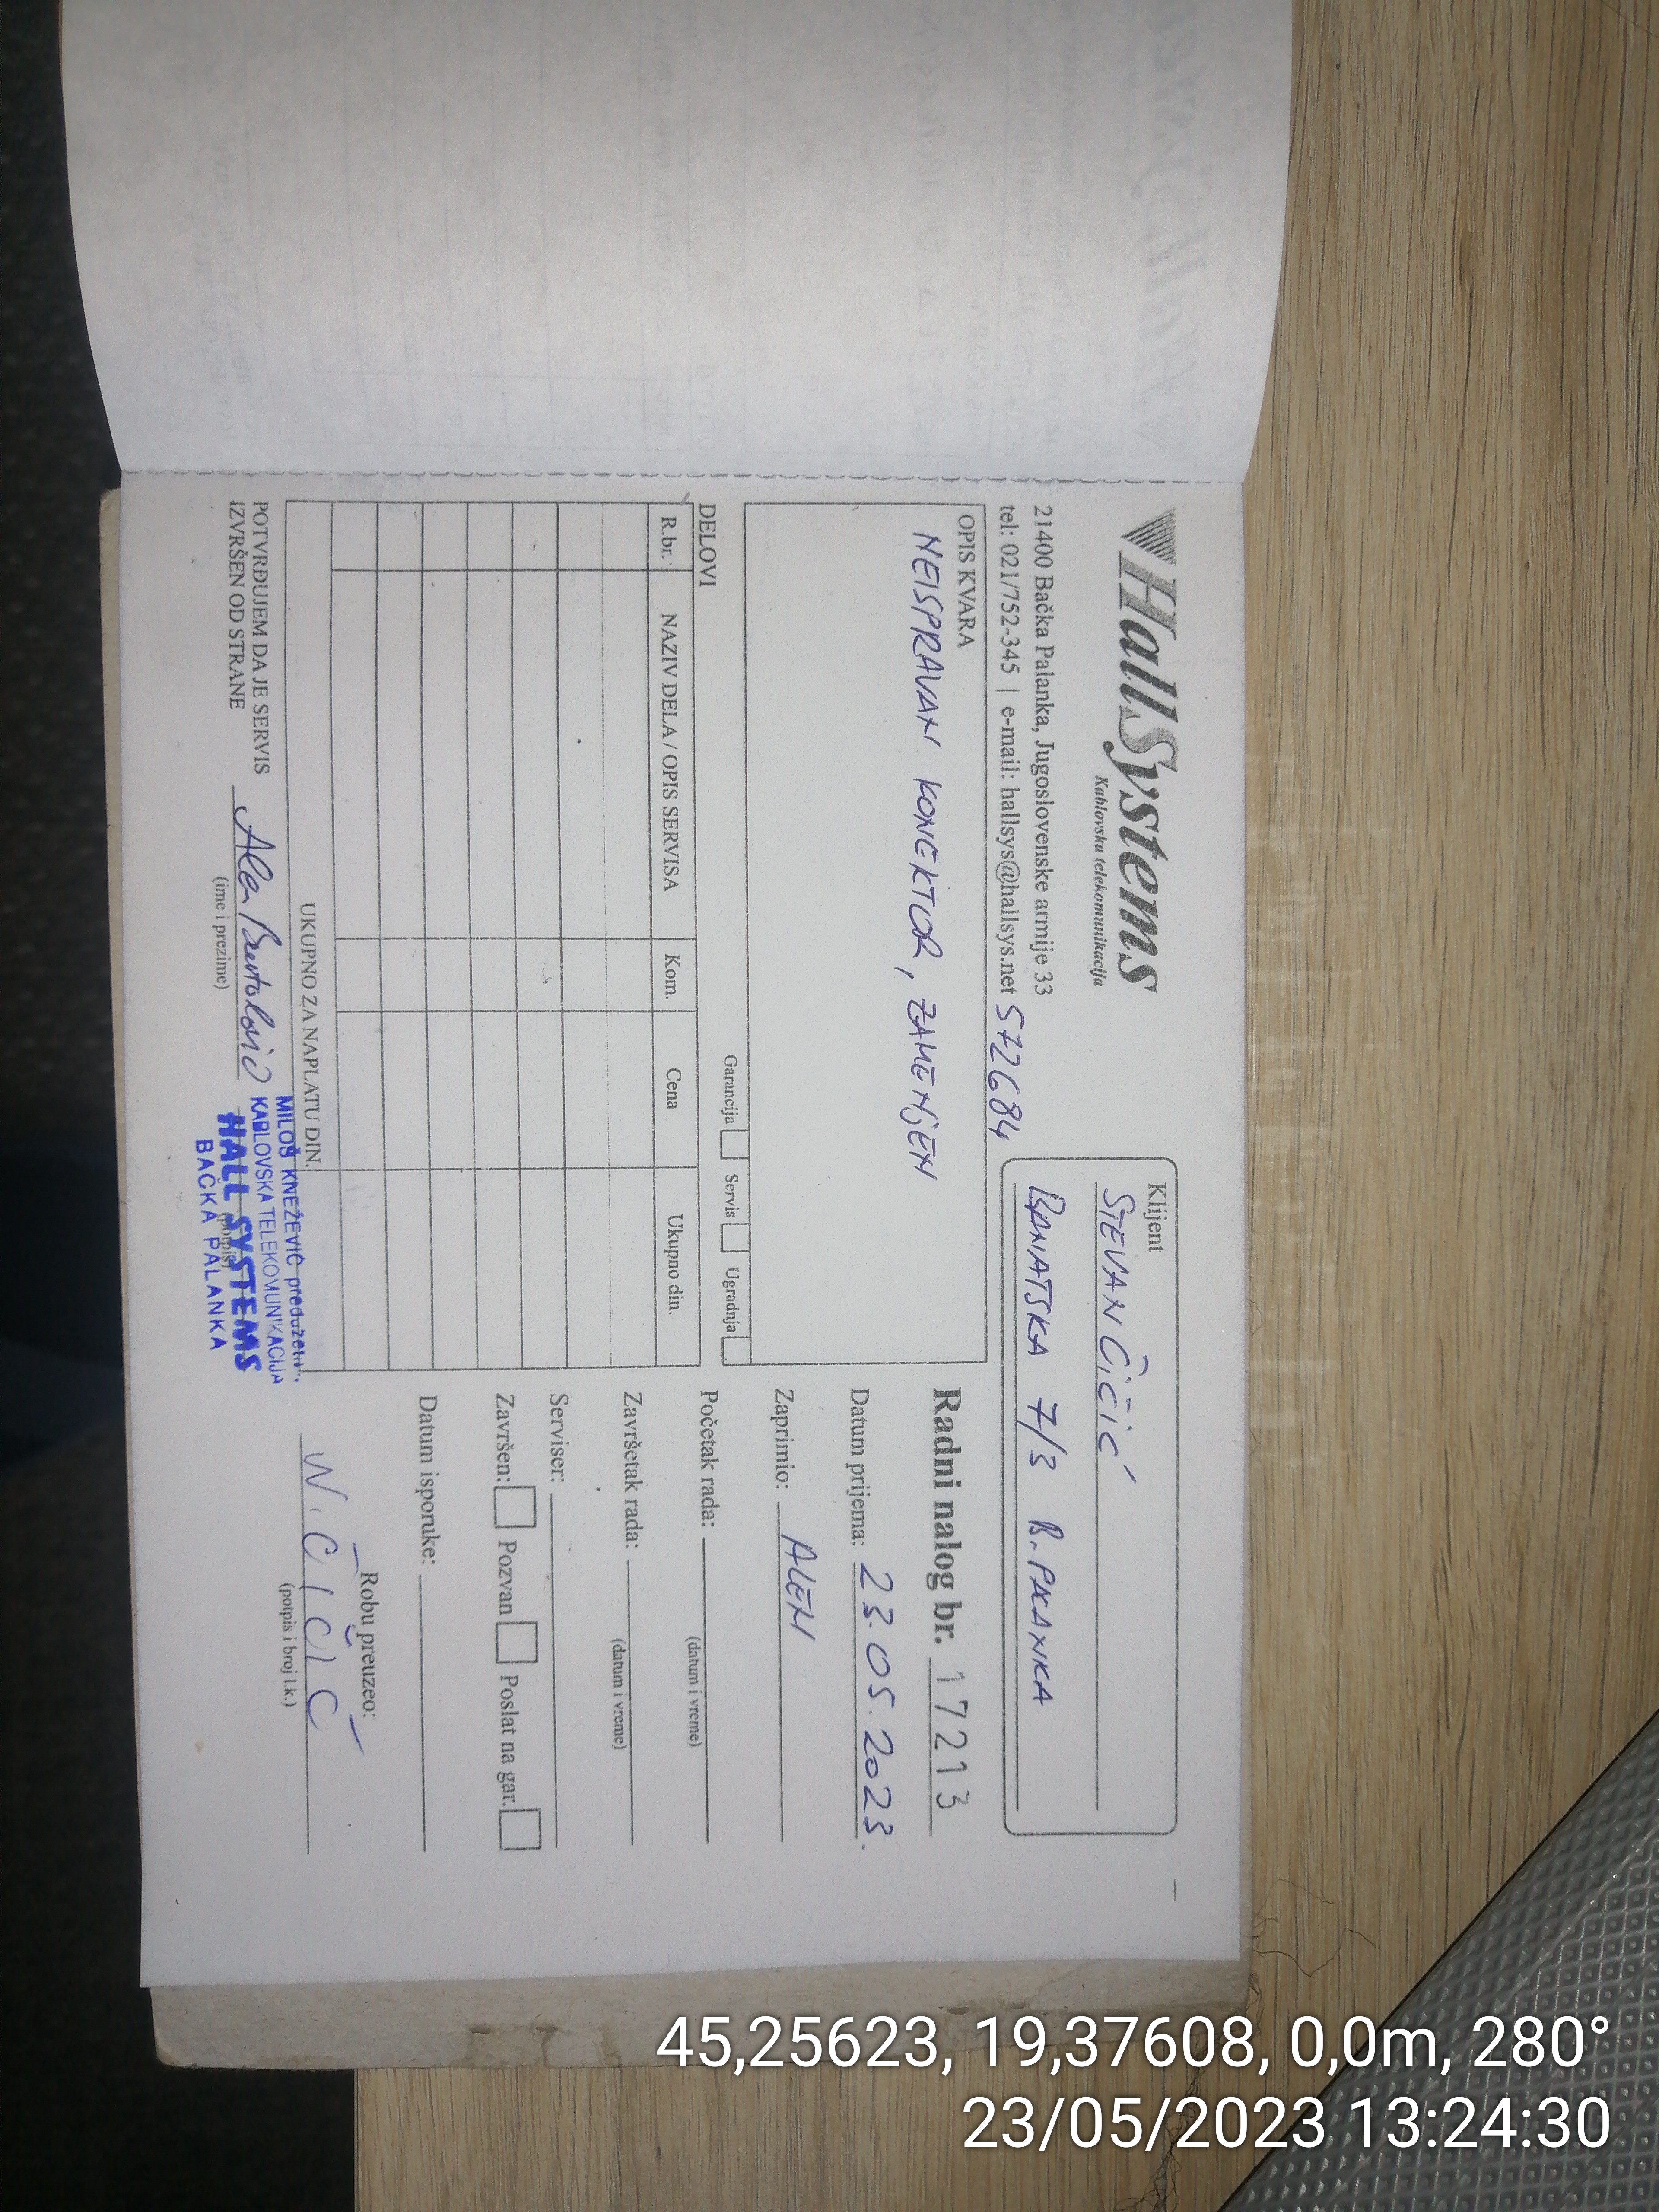 HallSystems
Kablovska telekomunikacija
21400 Bačka Palanka, Jugoslovenske armije 33
tel: 021/752-345 | e-mail: hallsys@hallsys.net
572684
Klijent
STEVAN ČIČIĆ
BANATSKA 7/3 B. PALANKA
OPIS KVARA
NEISPRAVAN KONEKTOR, ZAMENJEN
Garancija Servis Ugradnja
DELOVI
R.br. NAZIV DELA / OPIS SERVISA Kom. Cena Ukupno din.
UKUPNO ZA NAPLATU DIN.
POTVRĐUJEM DA JE SERVIS
IZVRŠEN OD STRANE
(ime i prezime)
(potpis)
MILOŠ KNEŽEVIĆ preduzetn.
KABLOVSKA TELEKOMUNIKACIJA
HALL SYSTEMS
BAČKA PALANKA
Radni nalog br. 17213
Datum prijema: 23.05.2023.
Zaprimio: ALEN
Početak rada:
(datum i vreme)
Završetak rada:
(datum i vreme)
Serviser:
Završen: Pozvan Poslat na gar.
Datum isporuke:
Robu preuzeo:
(potpis i broj l.k.)
45,25623, 19,37608, 0,0m, 280°
23/05/2023 13:24:30